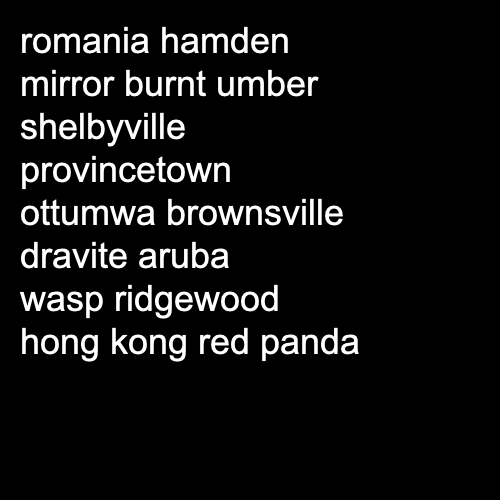 romania hamden
mirror burnt umber
shelbyville
provincetown
ottumwa brownsville
dravite aruba
wasp ridgewood
hong kong red panda